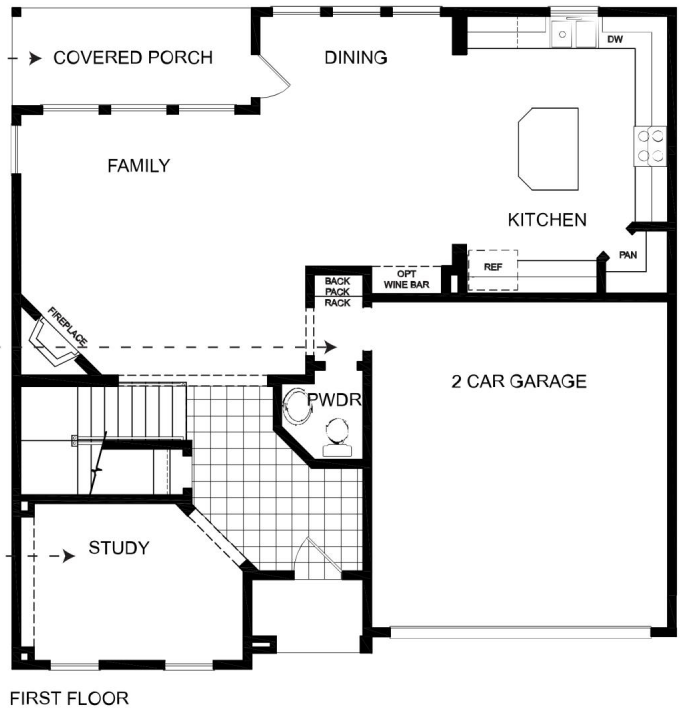 COVERED PORCH
DINING
DW
FAMILY
KITCHEN
PAN
REF
OPT
WINE BAR
BACK
PACK
RACK
FIREPLACE
2 CAR GARAGE
PWDR
STUDY
FIRST FLOOR